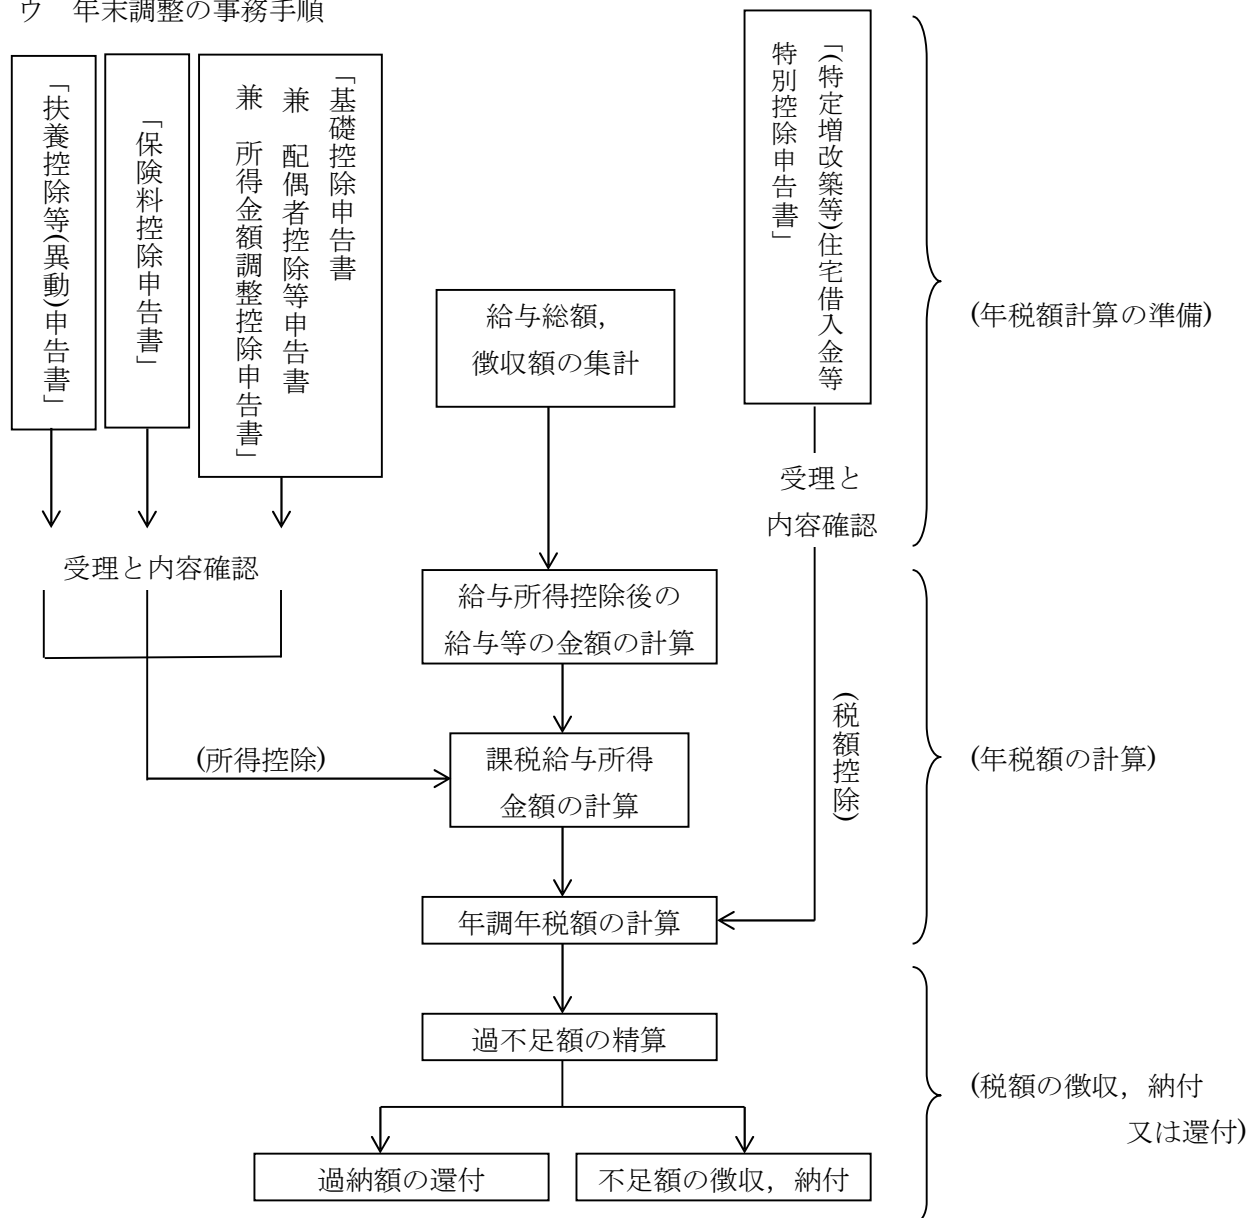 ウ　年末調整の事務手順
「扶養控除等(異動)申告書」
「保険料控除申告書」
「基礎控除申告書
兼　配偶者控除等申告書
兼　所得金額調整控除申告書」
給与総額，
徴収額の集計
「(特定増改築等)住宅借入金等
特別控除申告書」
(年税額計算の準備)
受理と
内容確認
受理と内容確認
給与所得控除後の
給与等の金額の計算
(所得控除)
課税給与所得
金額の計算
(税額控除)
(年税額の計算)
年調年税額の計算
過不足額の精算
(税額の徴収，納付
又は還付)
過納額の還付
不足額の徴収，納付